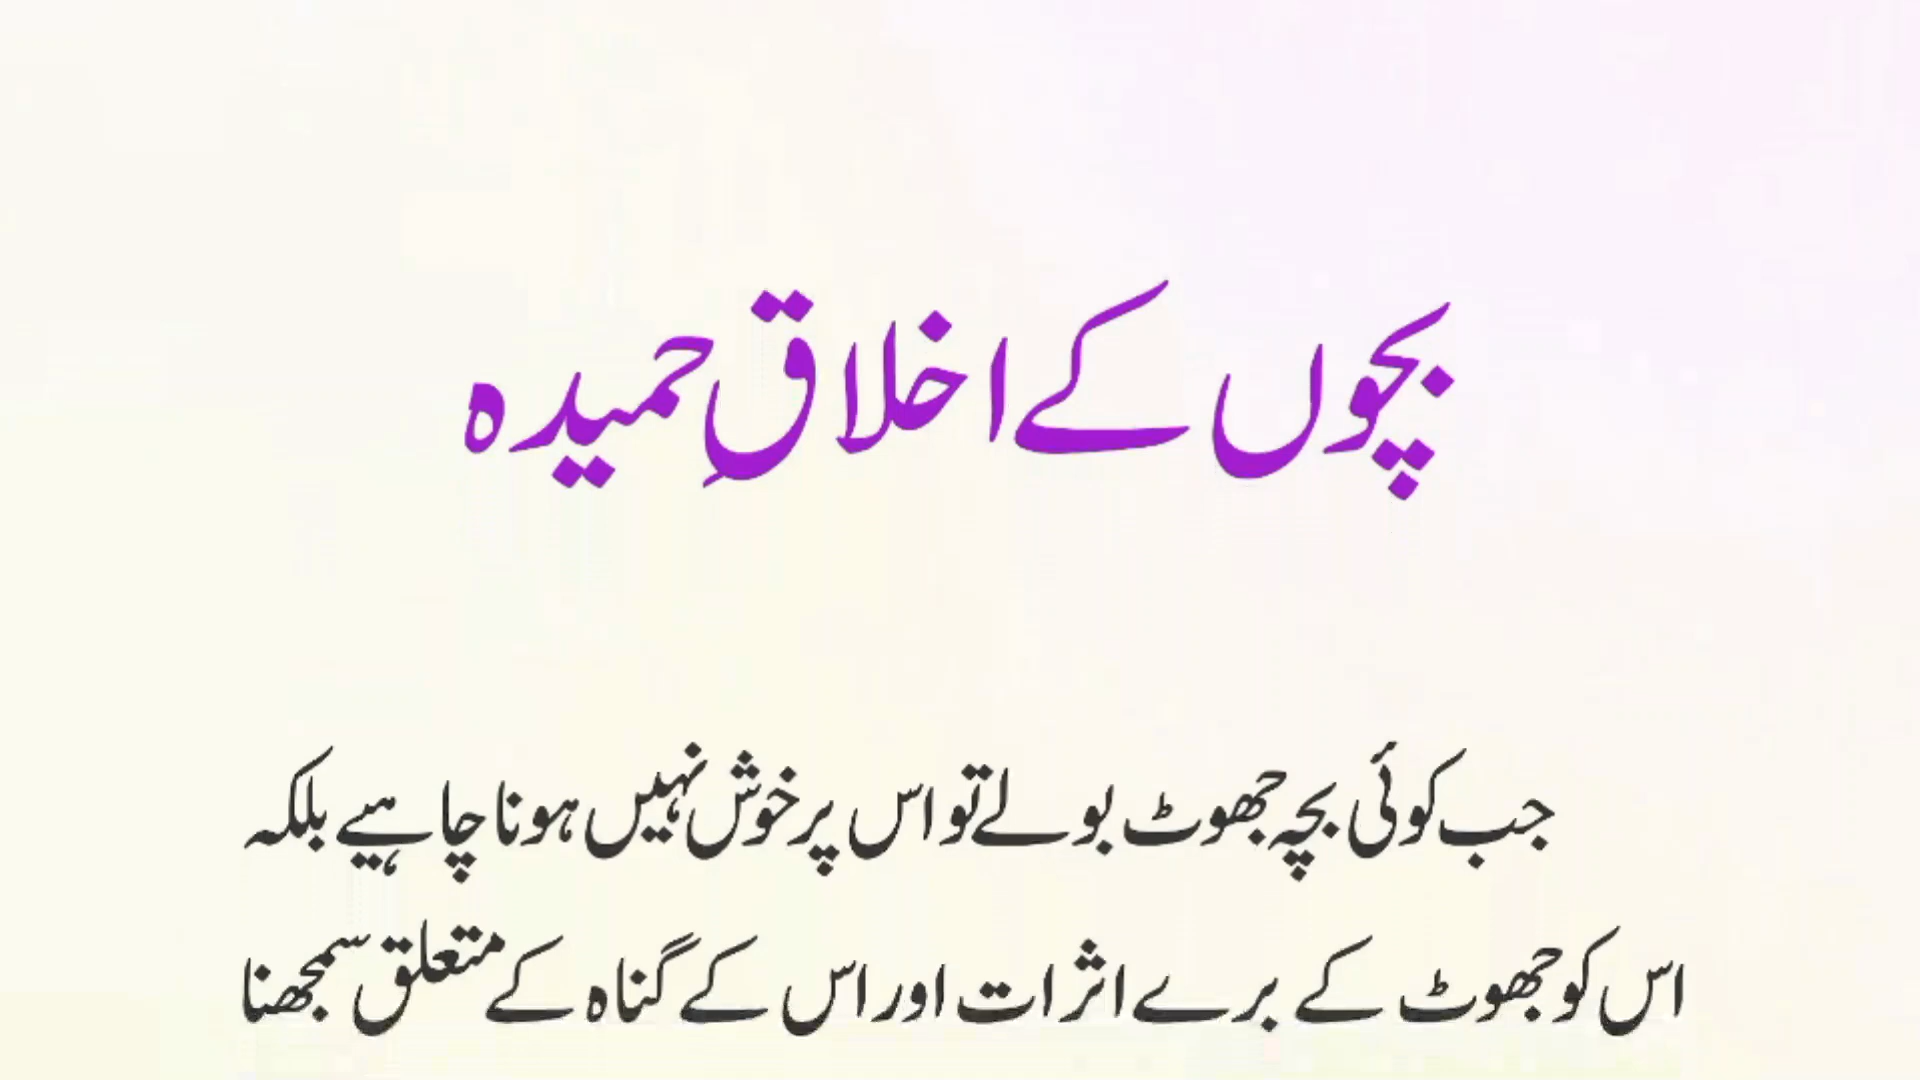 بچوں کے اخلاقِ حمیدہ
جب کوئی بچہ جھوٹ بولے تو اس پر خوش نہیں ہونا چاہیے بلکہ
اس کو جھوٹ کے برے اثرات اور اس کے گناہ کے متعلق سمجھنا